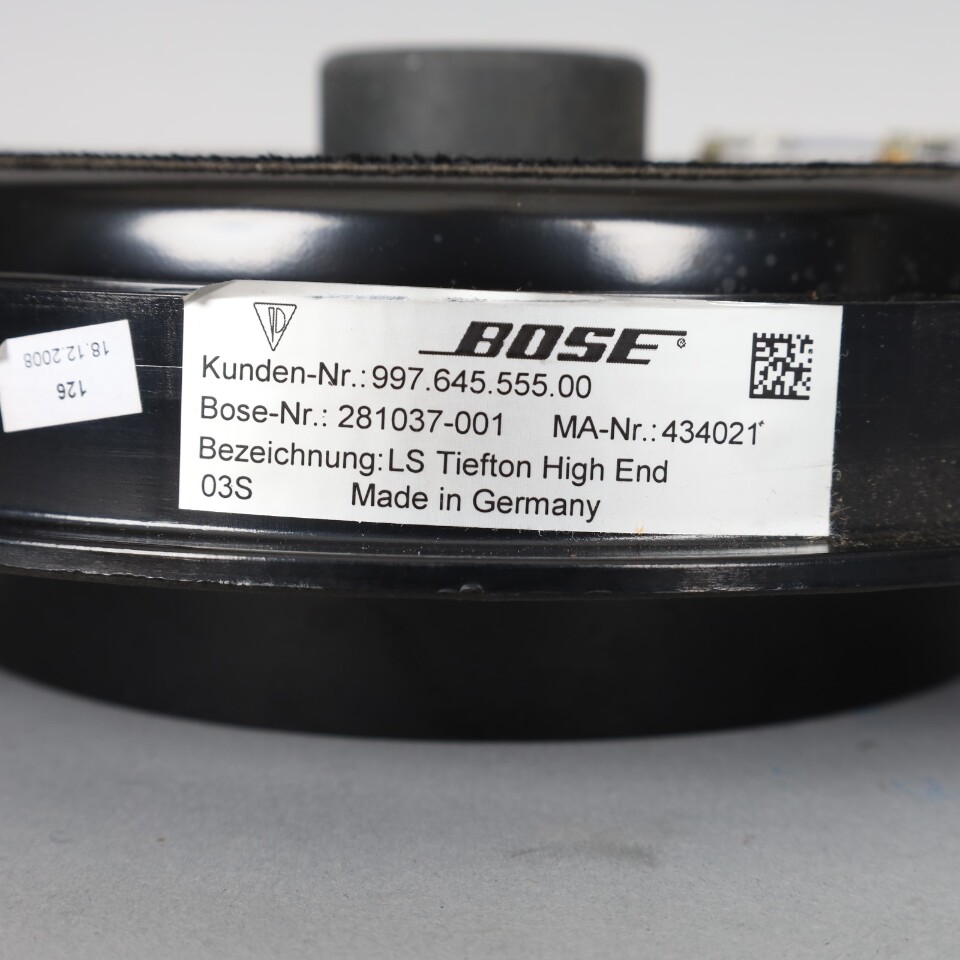 BOSE®
Kunden-Nr.: 997.645.555.00
Bose-Nr.: 281037-001 MA-Nr.: 434021
Bezeichnung: LS Tiefton High End
03S Made in Germany
18.12.2008
126